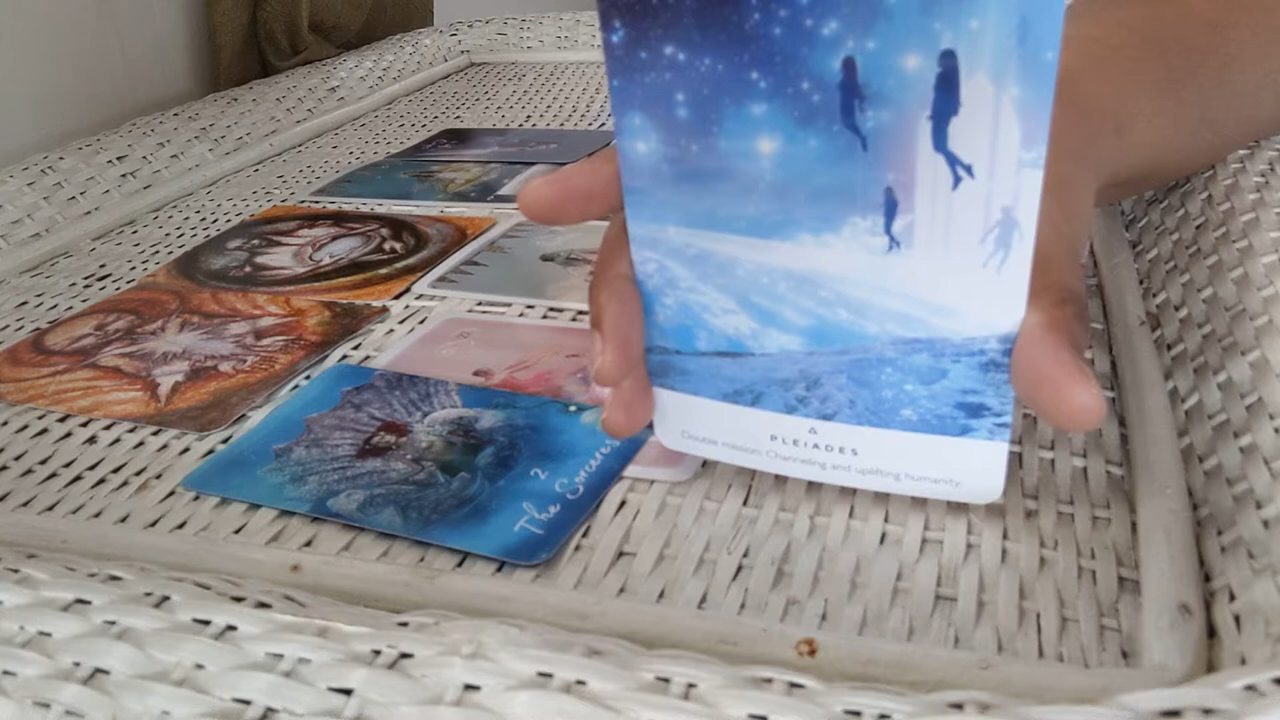 PLEIADES
Double mission. Channeling and uplifting humanity.
2
The Sorceress